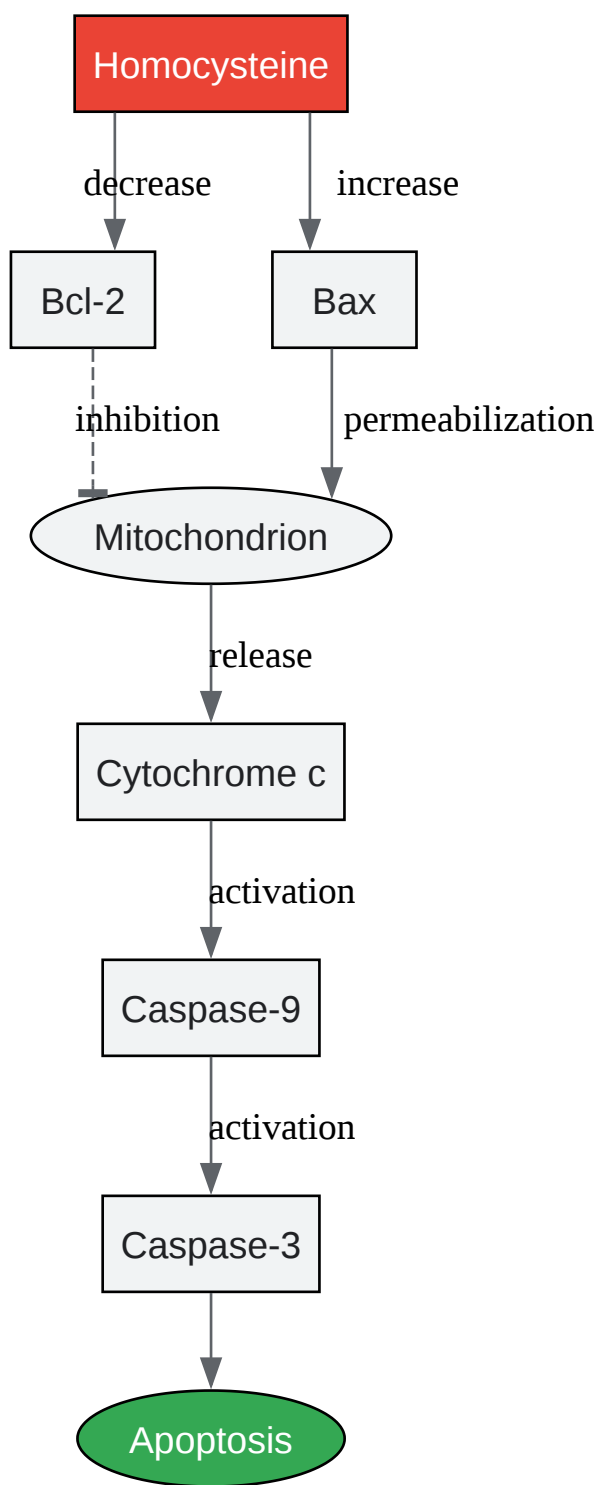 Homocysteine
decrease
increase
Bcl-2
Bax
inhibition
permeabilization
Mitochondrion
release
Cytochrome c
activation
Caspase-9
activation
Caspase-3
Apoptosis